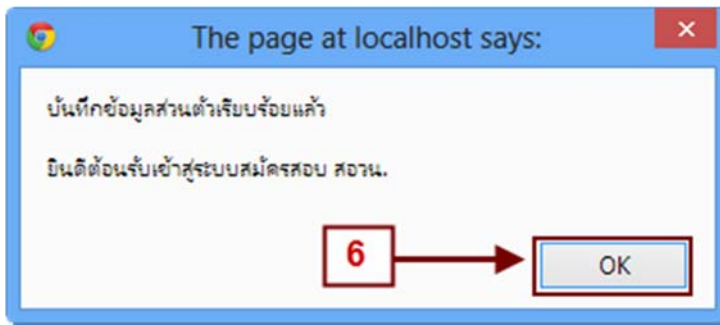 The page at localhost says:
บันทึกข้อมูลส่วนตัวเรียบร้อยแล้ว
ยินดีต้อนรับเข้าสู่ระบบสมัครสอบ สอวน.
6
OK